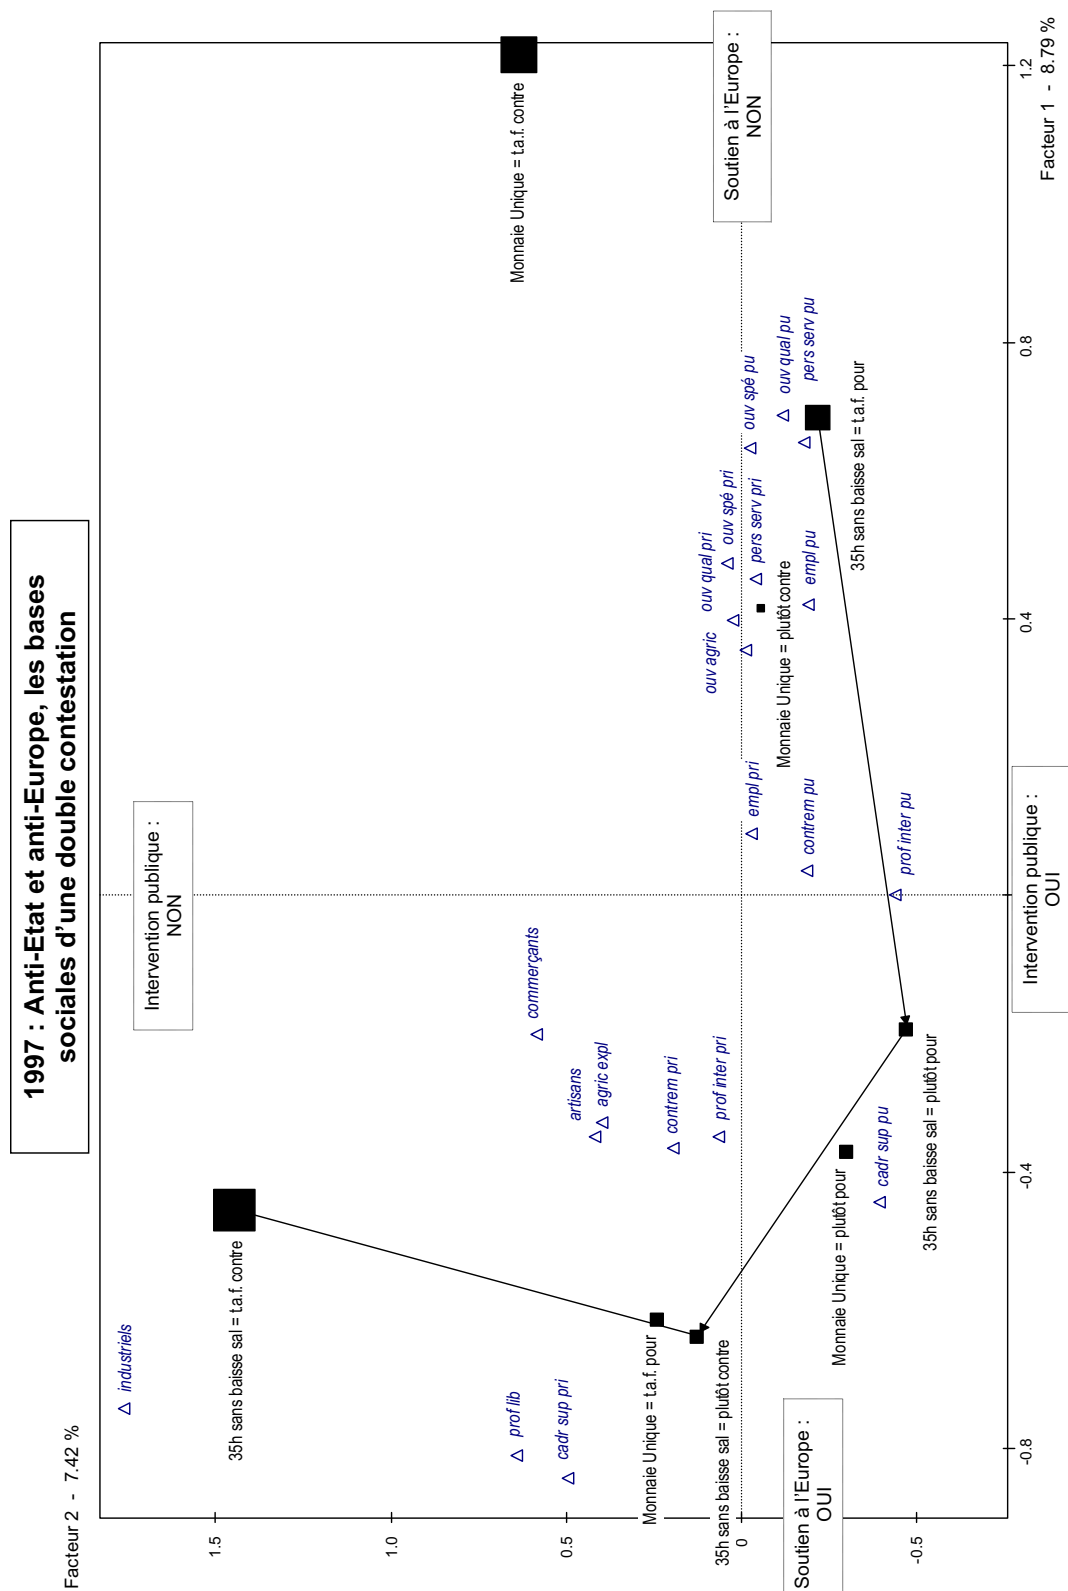 1997 : Anti-Etat et anti-Europe, les bases
sociales d'une double contestation
Facteur 2 - 7.42 %
Intervention publique :
NON
industriels
35h sans baisse sal = t.a.f. contre
prof lib
Monnaie Unique = t.a.f. contre
commerçants
cadr sup pri
artisans
agric expl
Monnaie Unique = t.a.f. pour
contrem pri
35h sans baisse sal = plutôt contre
prof inter pri
ouv agric
ouv qual pri
ouv spé pri
empl pri
pers serv pri
ouv spé pu
Monnaie Unique = plutôt contre
ouv qual pu
pers serv pu
empl pu
contrem pu
35h sans baisse sal = t.a.f. pour
Monnaie Unique = plutôt pour
cadr sup pu
prof inter pu
35h sans baisse sal = plutôt pour
Soutien à l'Europe :
OUI
Soutien à l'Europe :
NON
Intervention publique :
OUI
1.5
1.0
0.5
0
-0.5
-0.8
-0.4
0.4
0.8
1.2
Facteur 1 - 8.79 %